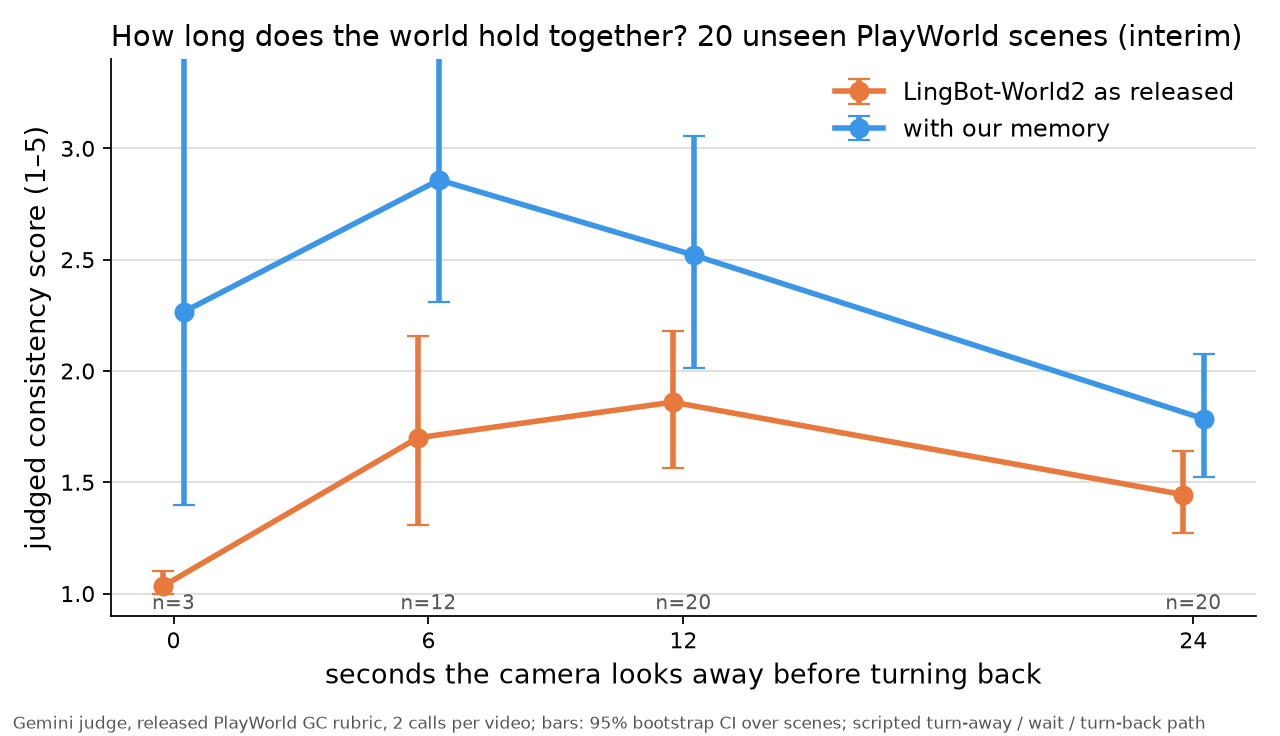 How long does the world hold together? 20 unseen PlayWorld scenes (interim)
LingBot-World2 as released
with our memory
judged consistency score (1–5)
3.0
2.5
2.0
1.5
1.0
n=3
n=12
n=20
n=20
0
6
12
24
seconds the camera looks away before turning back
Gemini judge, released PlayWorld GC rubric, 2 calls per video; bars: 95% bootstrap CI over scenes; scripted turn-away / wait / turn-back path